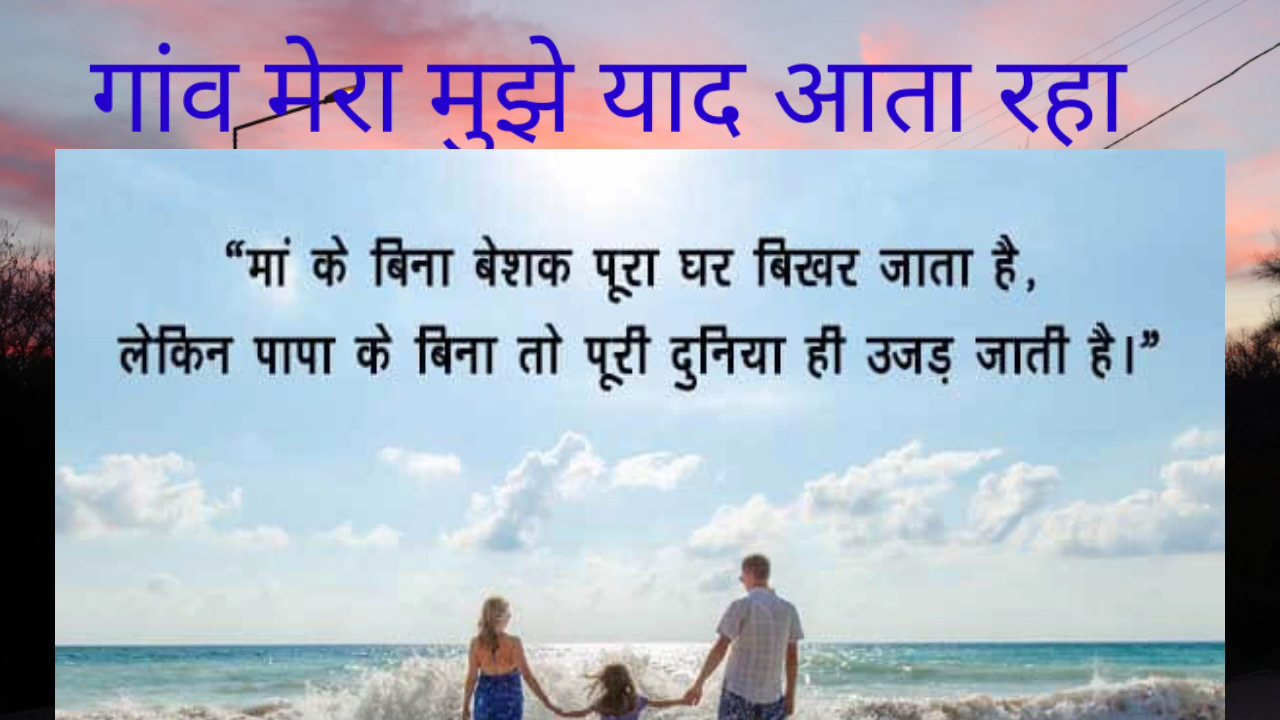 गांव मेरा मुझे याद आता रहा
“मां के बिना बेशक पूरा घर बिखर जाता है,
लेकिन पापा के बिना तो पूरी दुनिया ही उजड़ जाती है।”